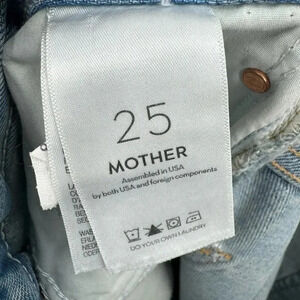 25
MOTHER
Assembled in USA
by both USA and foreign components
DO YOUR OWN LAUNDRY